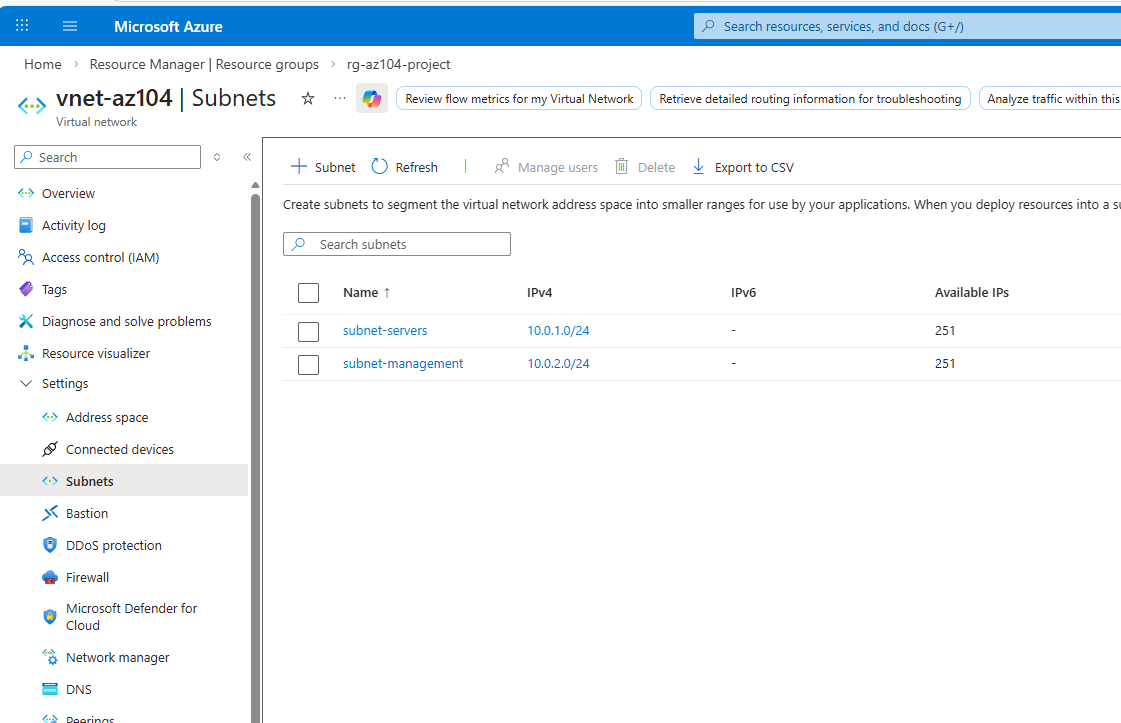 Microsoft Azure
Search resources, services, and docs (G+/)
Home > Resource Manager | Resource groups > rg-az104-project
vnet-az104 | Subnets
Virtual network
Review flow metrics for my Virtual Network
Retrieve detailed routing information for troubleshooting
Analyze traffic within this
Search
Overview
Activity log
Access control (IAM)
Tags
Diagnose and solve problems
Resource visualizer
Settings
Address space
Connected devices
Subnets
Bastion
DDoS protection
Firewall
Microsoft Defender for
Cloud
Network manager
DNS
Peerings
+ Subnet Refresh | Manage users Delete Export to CSV
Create subnets to segment the virtual network address space into smaller ranges for use by your applications. When you deploy resources into a
Search subnets
Name ↑ IPv4 IPv6 Available IPs
subnet-servers 10.0.1.0/24 - 251
subnet-management 10.0.2.0/24 - 251